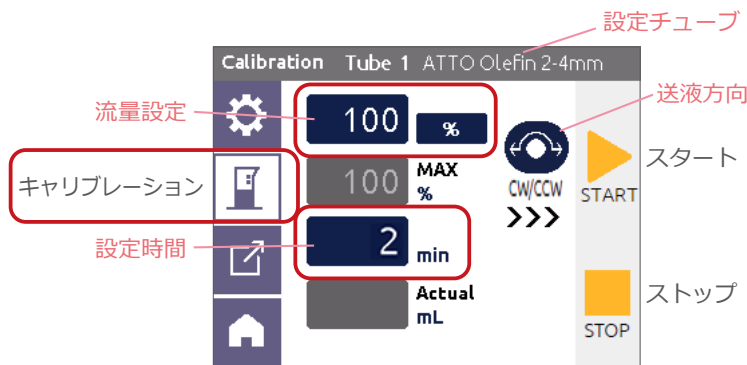 設定チューブ
Calibration Tube 1 ATTO Olefin 2-4mm
流量設定
100 %
送液方向
キャリブレーション
100 MAX %
CW/CCW
>>>
スタート
START
設定時間
2 min
Actual mL
ストップ
STOP